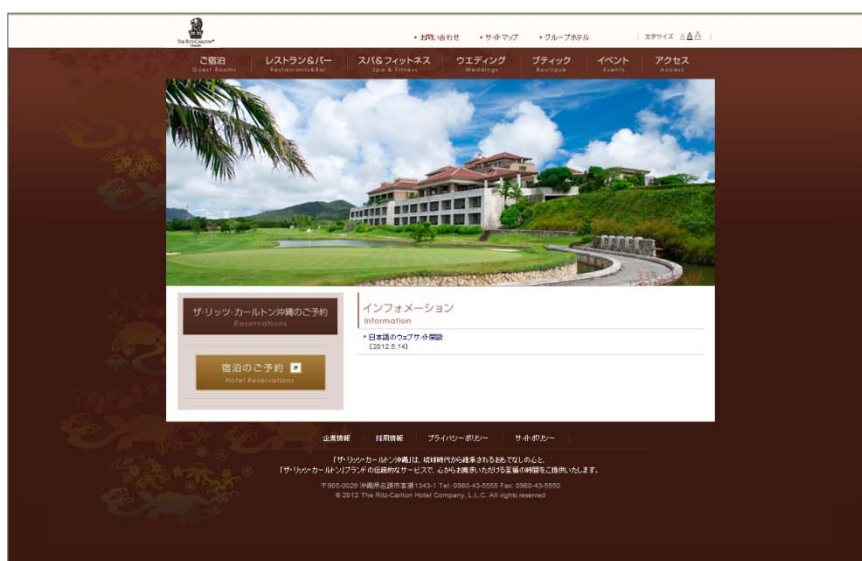 THE RITZ-CARLTON®
お問い合わせ サイトマップ グループホテル 文字サイズ A A A
ご宿泊 レストラン&バー スパ&フィットネス ウエディング ブティック イベント アクセス
Guest Rooms Restaurants&Bar Spa & Fitness Weddings Boutique Events Access
ザ・リッツ・カールトン沖縄のご予約
Reservations
宿泊のご予約
Hotel Reservations
インフォメーション
Information
日本語のウェブサイト開設
(2012.5.14)
企業情報 採用情報 プライバシーポリシー サイトポリシー
「ザ・リッツ・カールトン沖縄」は、琉球時代から継承されるおもてなしの心と、
「ザ・リッツ・カールトン」ブランドの伝統的なサービスで、心からお寛ぎいただける至福の時間をご提供いたします。
〒905-0026 沖縄県名護市喜瀬1343-1 Tel: 0980-43-5555 Fax: 0980-43-5550
© 2012 The Ritz-Carlton Hotel Company, L.L.C. All rights reserved